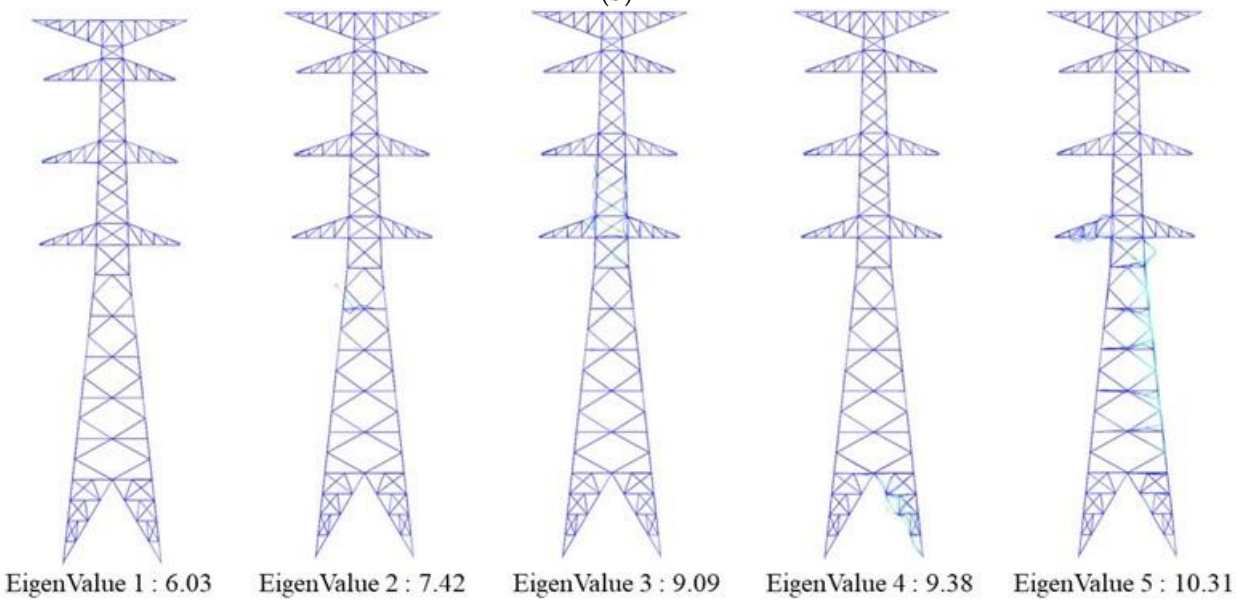 EigenValue 1 : 6.03
EigenValue 2 : 7.42
EigenValue 3 : 9.09
EigenValue 4 : 9.38
EigenValue 5 : 10.31